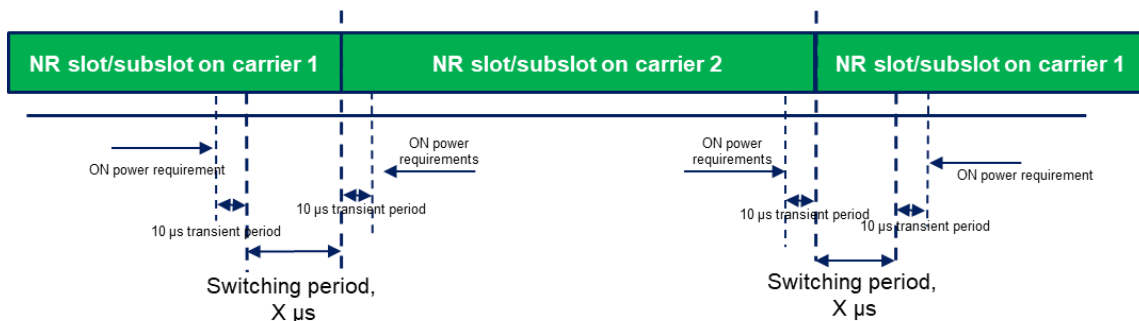 NR slot/subslot on carrier 1
NR slot/subslot on carrier 2
NR slot/subslot on carrier 1
ON power requirement
ON power
requirements
ON power
requirements
ON power requirement
10 µs transient period
10 µs transient period
10 µs transient period
10 µs transient period
Switching period,
X µs
Switching period,
X µs